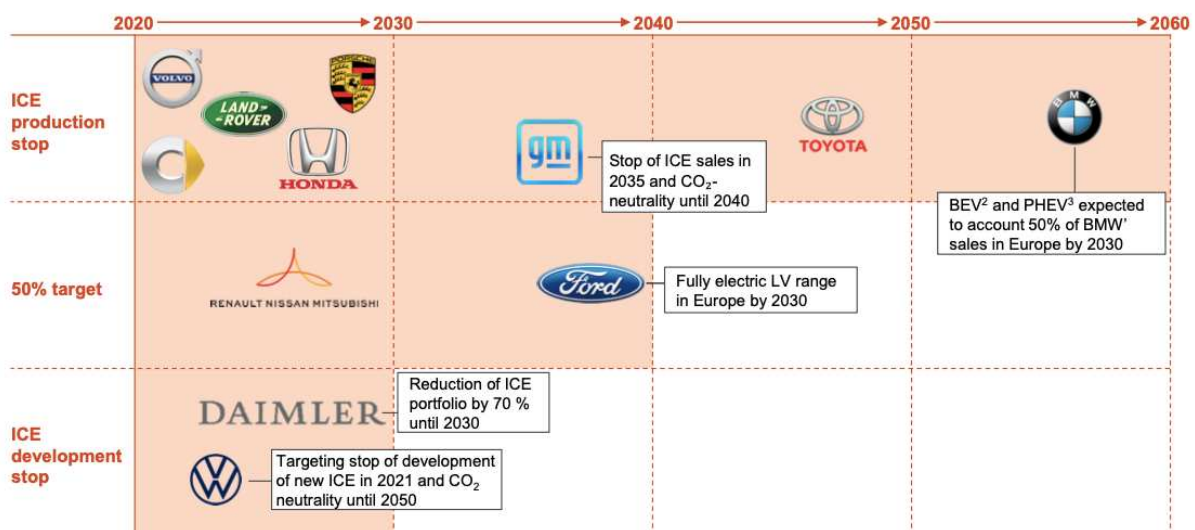 2020 2030 2040 2050 2060
ICE
production
stop
VOLVO
PORSCHE
LAND-
-ROVER
HONDA
gm
Stop of ICE sales in
2035 and CO₂-
neutrality until 2040
TOYOTA
BMW
BEV² and PHEV³ expected
to account 50% of BMW'
sales in Europe by 2030
50% target
RENAULT NISSAN MITSUBISHI
Ford
Fully electric LV range
in Europe by 2030
ICE
development
stop
DAIMLER
Reduction of ICE
portfolio by 70 %
until 2030
VW
Targeting stop of development
of new ICE in 2021 and CO₂
neutrality until 2050